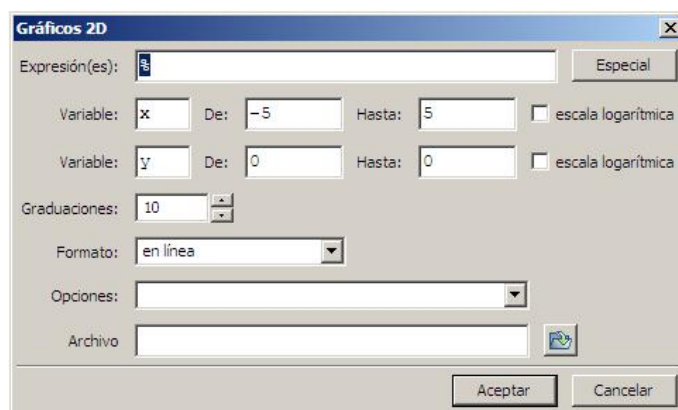 Gráficos 2D
Expresión(es): % Especial
Variable: x De: -5 Hasta: 5 escala logarítmica
Variable: y De: 0 Hasta: 0 escala logarítmica
Graduaciones: 10
Formato: en línea
Opciones:
Archivo
Aceptar Cancelar